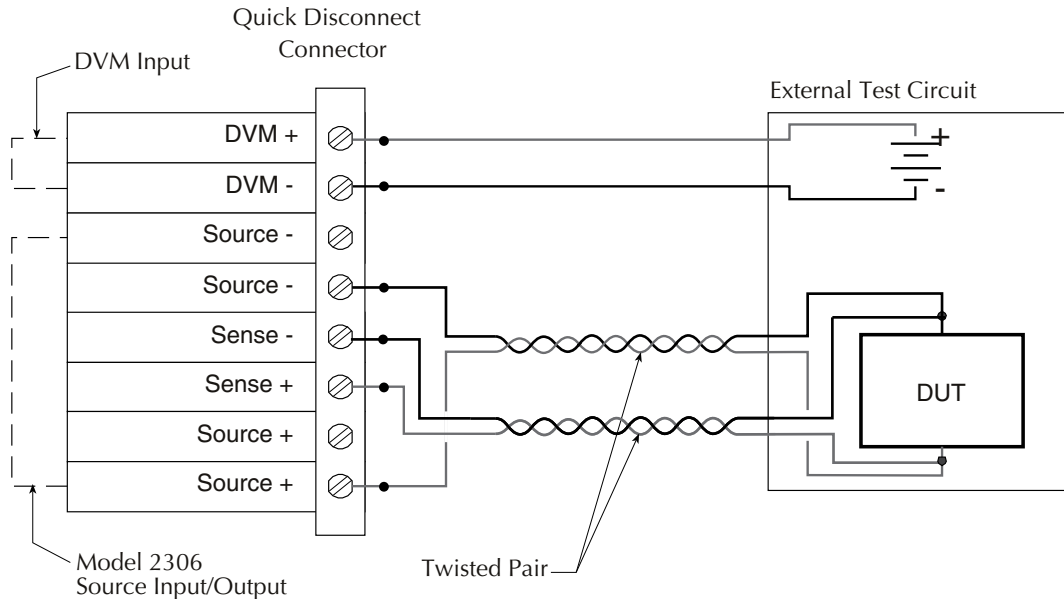 Quick Disconnect
Connector
DVM Input
External Test Circuit
DVM +
DVM -
Source -
Source -
Sense -
Sense +
Source +
Source +
+
-
DUT
Model 2306
Source Input/Output
Twisted Pair